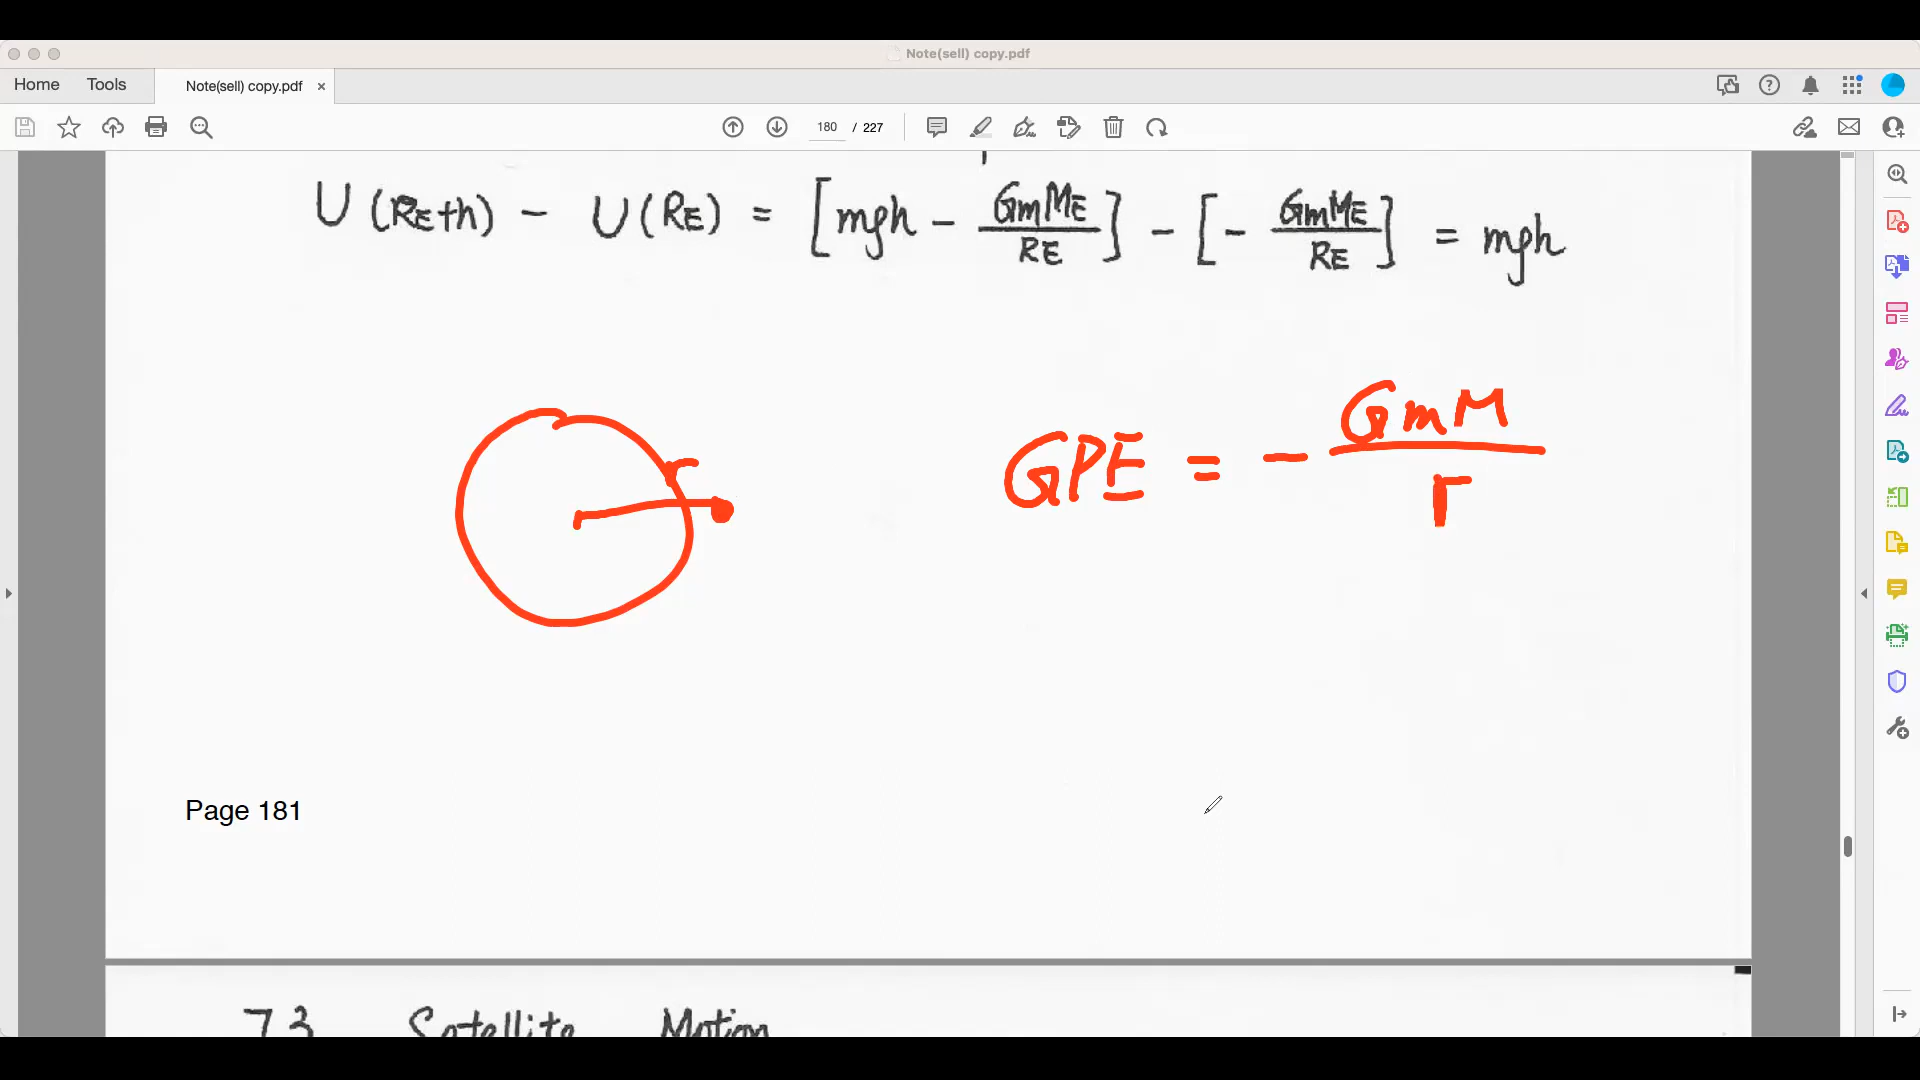 Note(sell) copy.pdf
Home Tools Note(sell) copy.pdf ×
180 / 227
U (RE+h) - U (RE) = [mgh - GmME/RE] - [- GmME/RE] = mgh
r
GPE = - GmM/r
Page 181
7.3 Satellite Motion